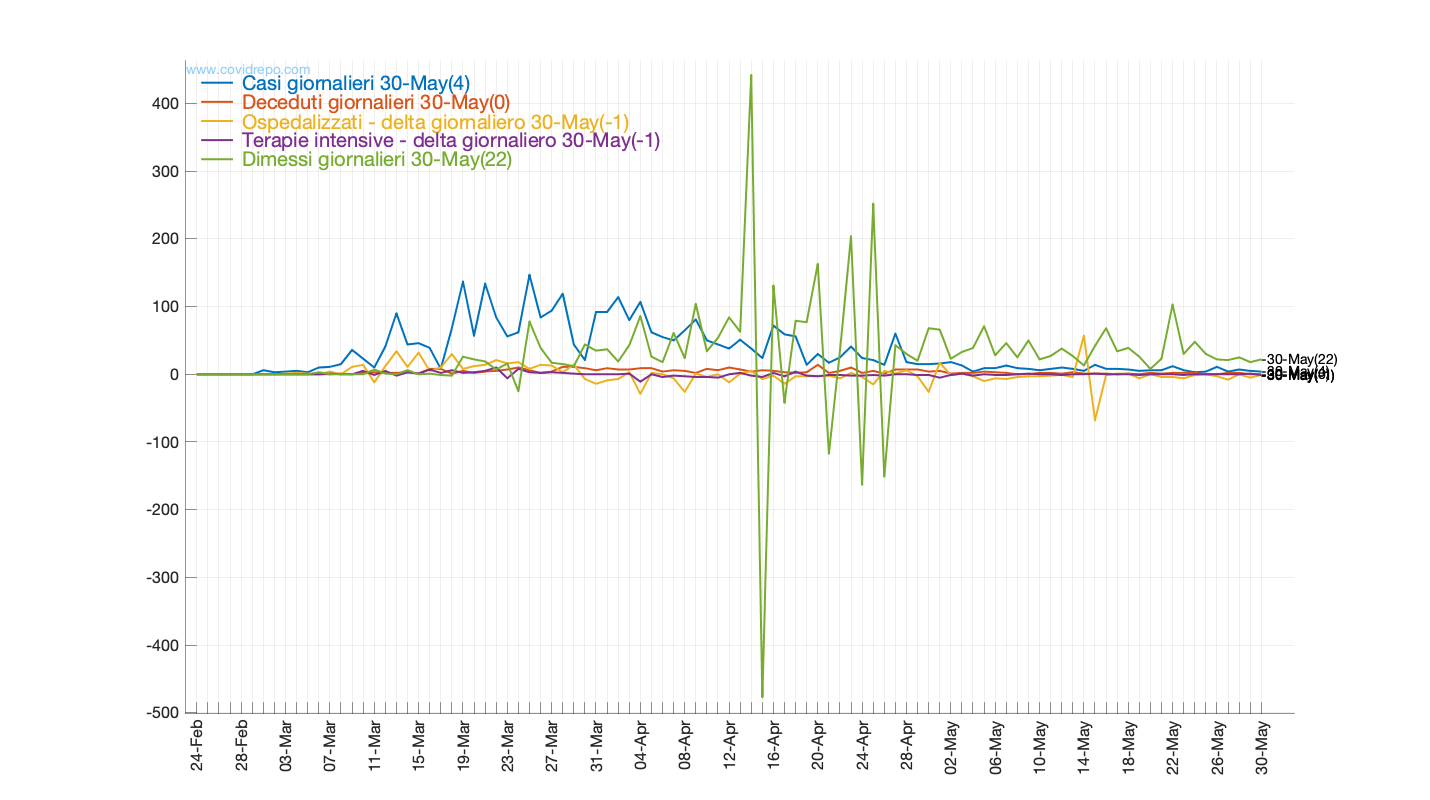 www.covidrepo.com
Casi giornalieri 30-May(4)
Deceduti giornalieri 30-May(0)
Ospedalizzati - delta giornaliero 30-May(-1)
Terapie intensive - delta giornaliero 30-May(-1)
Dimessi giornalieri 30-May(22)
400
300
200
100
0
-100
-200
-300
-400
-500
30-May(22)
24-Feb
28-Feb
03-Mar
07-Mar
11-Mar
15-Mar
19-Mar
23-Mar
27-Mar
31-Mar
04-Apr
08-Apr
12-Apr
16-Apr
20-Apr
24-Apr
28-Apr
02-May
06-May
10-May
14-May
18-May
22-May
26-May
30-May